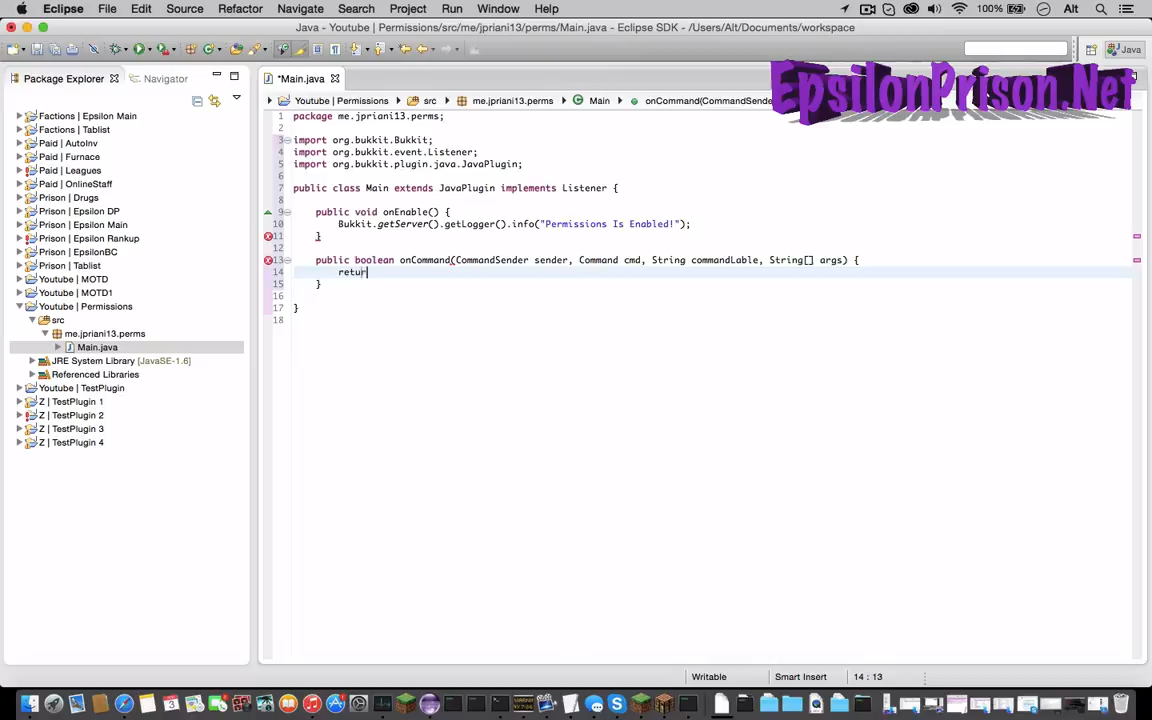 Eclipse File Edit Source Refactor Navigate Search Project Run Window Help 100% Alt
Java - Youtube | Permissions/src/me/jpriani13/perms/Main.java - Eclipse SDK - /Users/Alt/Documents/workspace
Java
Package Explorer Navigator
*Main.java
EpsilonPrison.Net
Youtube | Permissions src me.jpriani13.perms Main onCommand(CommandSende
Factions | Epsilon Main
Factions | Tablist
Paid | AutoInv
Paid | Furnace
Paid | Leagues
Paid | OnlineStaff
Prison | Drugs
Prison | Epsilon DP
Prison | Epsilon Main
Prison | Epsilon Rankup
Prison | EpsilonBC
Prison | Tablist
Youtube | MOTD
Youtube | MOTD1
Youtube | Permissions
src
me.jpriani13.perms
Main.java
JRE System Library [JavaSE-1.6]
Referenced Libraries
Youtube | TestPlugin
Z | TestPlugin 1
Z | TestPlugin 2
Z | TestPlugin 3
Z | TestPlugin 4
1 package me.jpriani13.perms;
2
3 import org.bukkit.Bukkit;
4 import org.bukkit.event.Listener;
5 import org.bukkit.plugin.java.JavaPlugin;
6
7 public class Main extends JavaPlugin implements Listener {
8
9 public void onEnable() {
10 Bukkit.getServer().getLogger().info("Permissions Is Enabled!");
11 }
12
13 public boolean onCommand(CommandSender sender, Command cmd, String commandLable, String[] args) {
14 retur
15 }
16
17 }
18
Writable Smart Insert 14 : 13